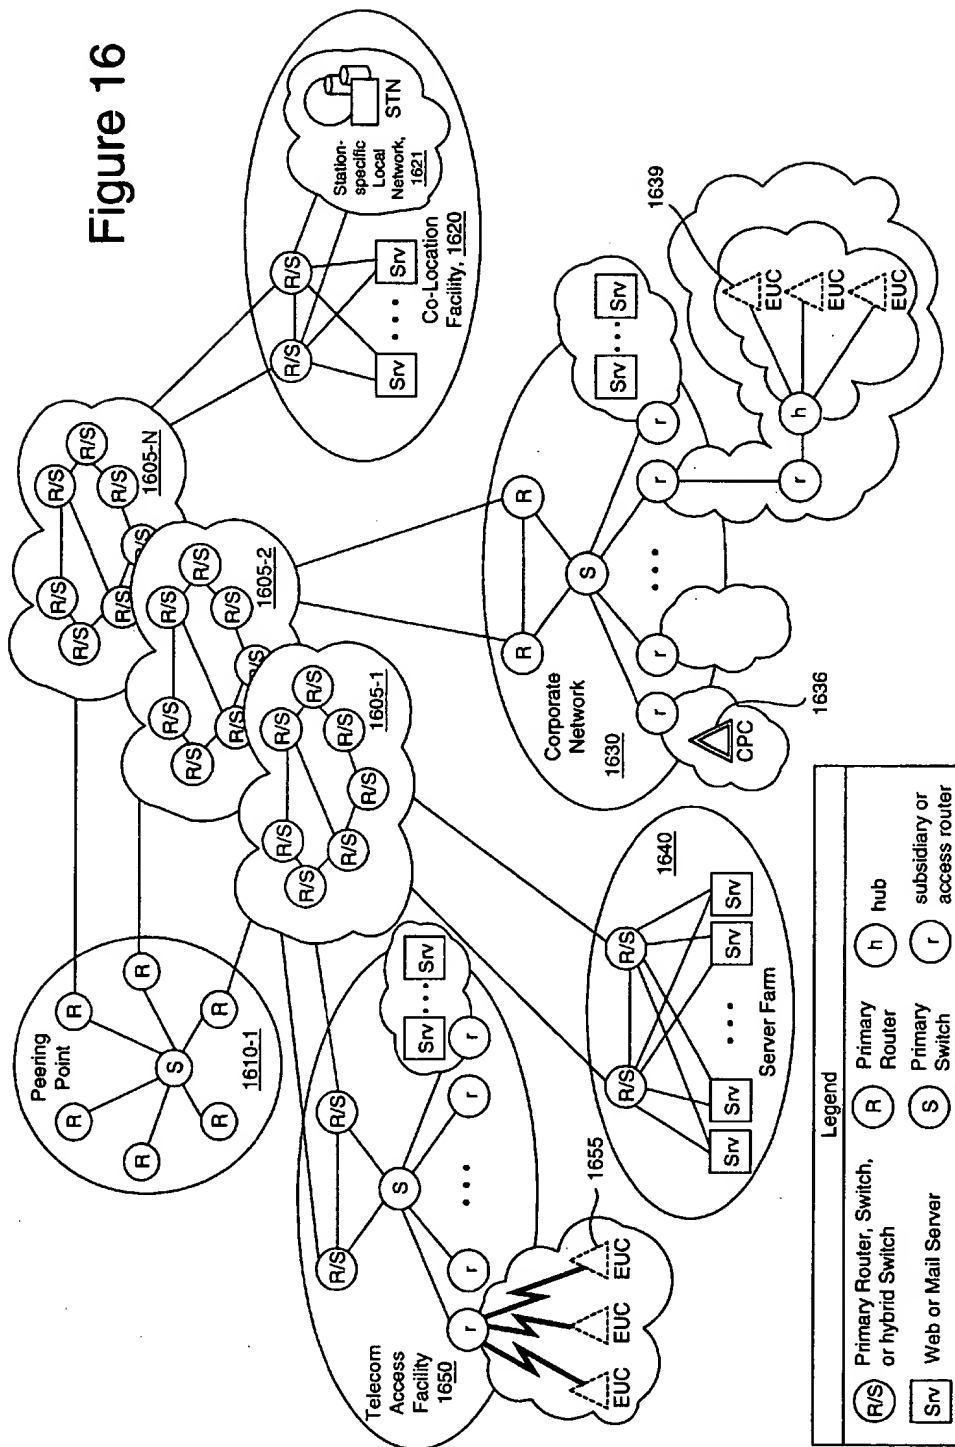 Figure 16
Peering
Point
R
R
R
R
R
R
S
1610-1
R/S
R/S
R/S
R/S
R/S
R/S
R/S
1605-N
R/S
R/S
R/S
R/S
R/S
R/S
R/S
1605-2
R/S
R/S
R/S
R/S
R/S
R/S
R/S
1605-1
R/S
R/S
Srv
...
Srv
Co-Location
Facility, 1620
Station-
specific
Local
Network,
1621
STN
Telecom
Access
Facility
1650
R/S
R/S
S
r
r
...
r
r
Srv
...
Srv
EUC
EUC
EUC
1655
R/S
R/S
1640
Srv
Srv
...
Srv
Srv
Server Farm
Corporate
Network
1630
R
R
S
r
r
...
r
r
Srv
...
Srv
CPC
1636
r
h
EUC
EUC
EUC
1639
Legend
R/S Primary Router, Switch,
or hybrid Switch
R Primary
Router
h hub
Srv Web or Mail Server
S Primary
Switch
r subsidiary or
access router